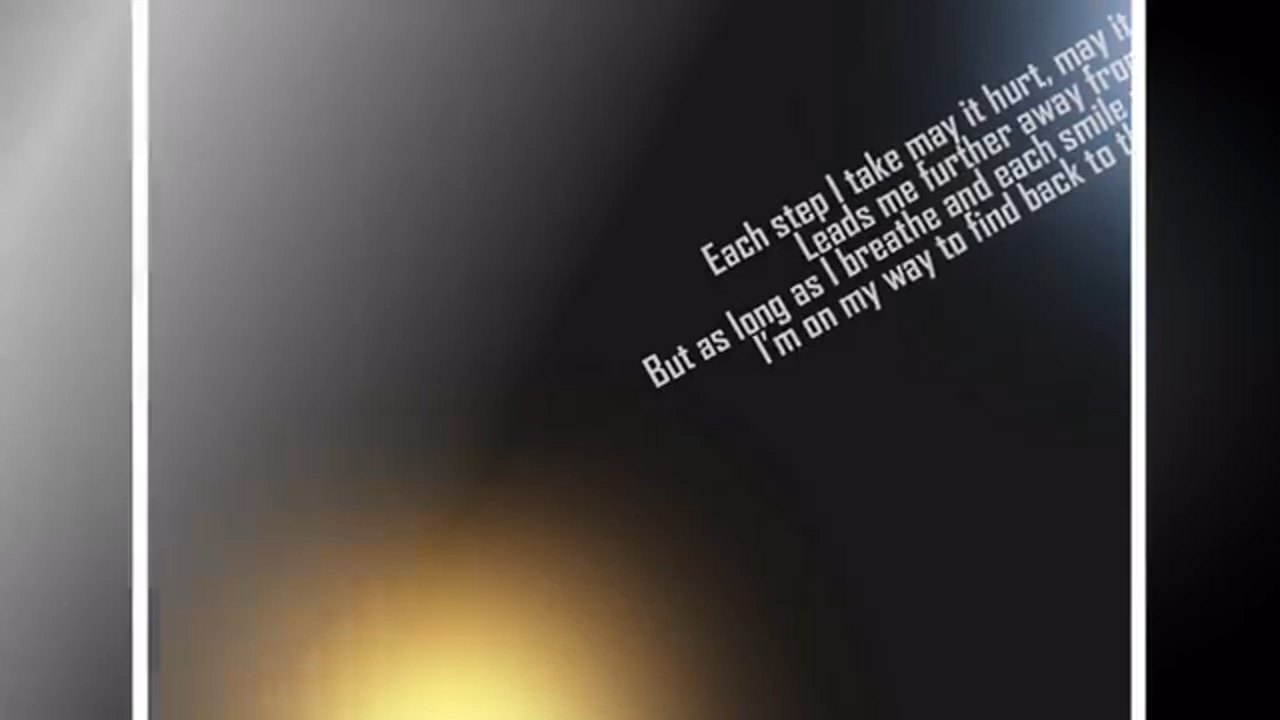 Each step I take may it hurt, may it
Leads me further away from
But as long as I breathe and each smile
I'm on my way to find back to